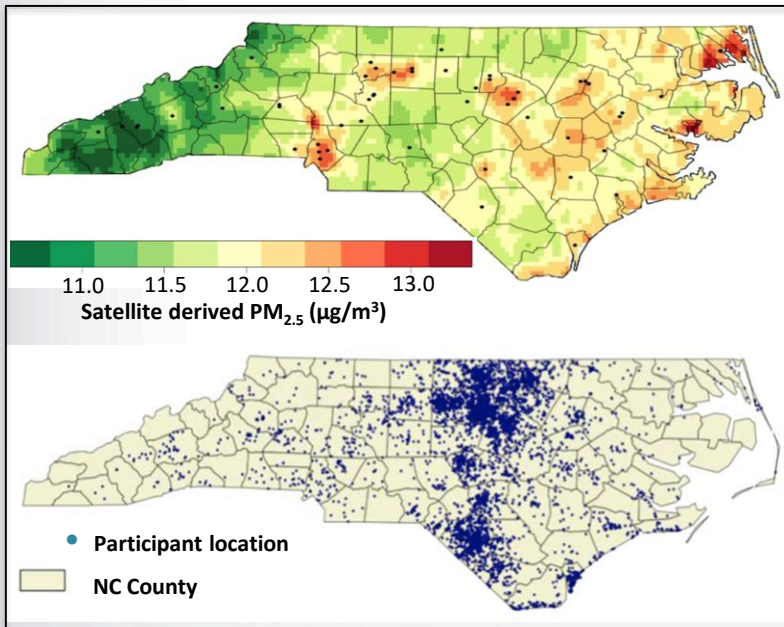 11.0 11.5 12.0 12.5 13.0
Satellite derived PM2.5 (μg/m³)
Participant location
NC County